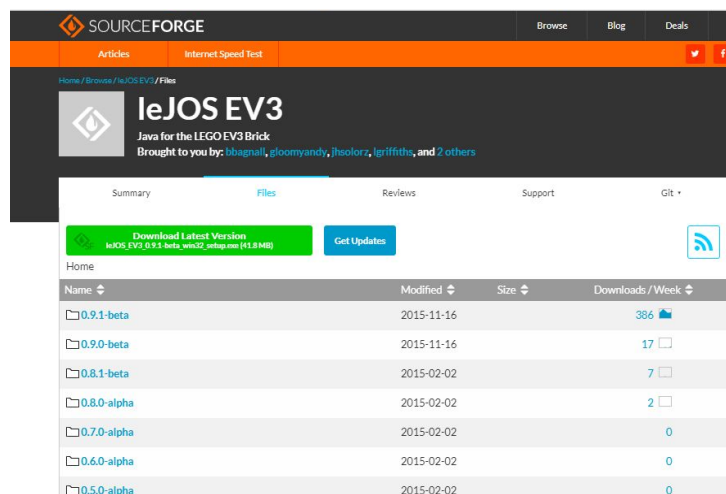 SOURCEFORGE
Browse Blog Deals
Articles Internet Speed Test
Home / Browse / leJOS EV3 / Files
leJOS EV3
Java for the LEGO EV3 Brick
Brought to you by: bbagnall, gloomyandy, jhsolorz, lgriffiths, and 2 others
Summary Files Reviews Support Git
Download Latest Version
leJOS_EV3_0.9.1-beta_win32_setup.exe (41.8 MB)
Get Updates
Home
Name Modified Size Downloads / Week
0.9.1-beta 2015-11-16 386
0.9.0-beta 2015-11-16 17
0.8.1-beta 2015-02-02 7
0.8.0-alpha 2015-02-02 2
0.7.0-alpha 2015-02-02 0
0.6.0-alpha 2015-02-02 0
0.5.0-alpha 2015-02-02 0